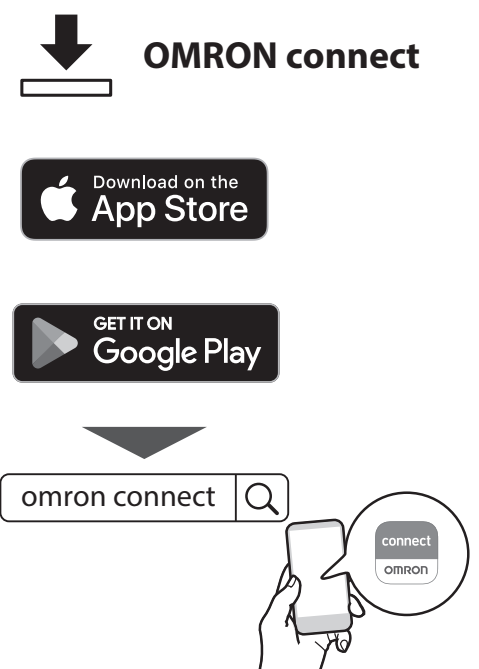 OMRON connect
Download on the
App Store
GET IT ON
Google Play
omron connect
connect
OMRON